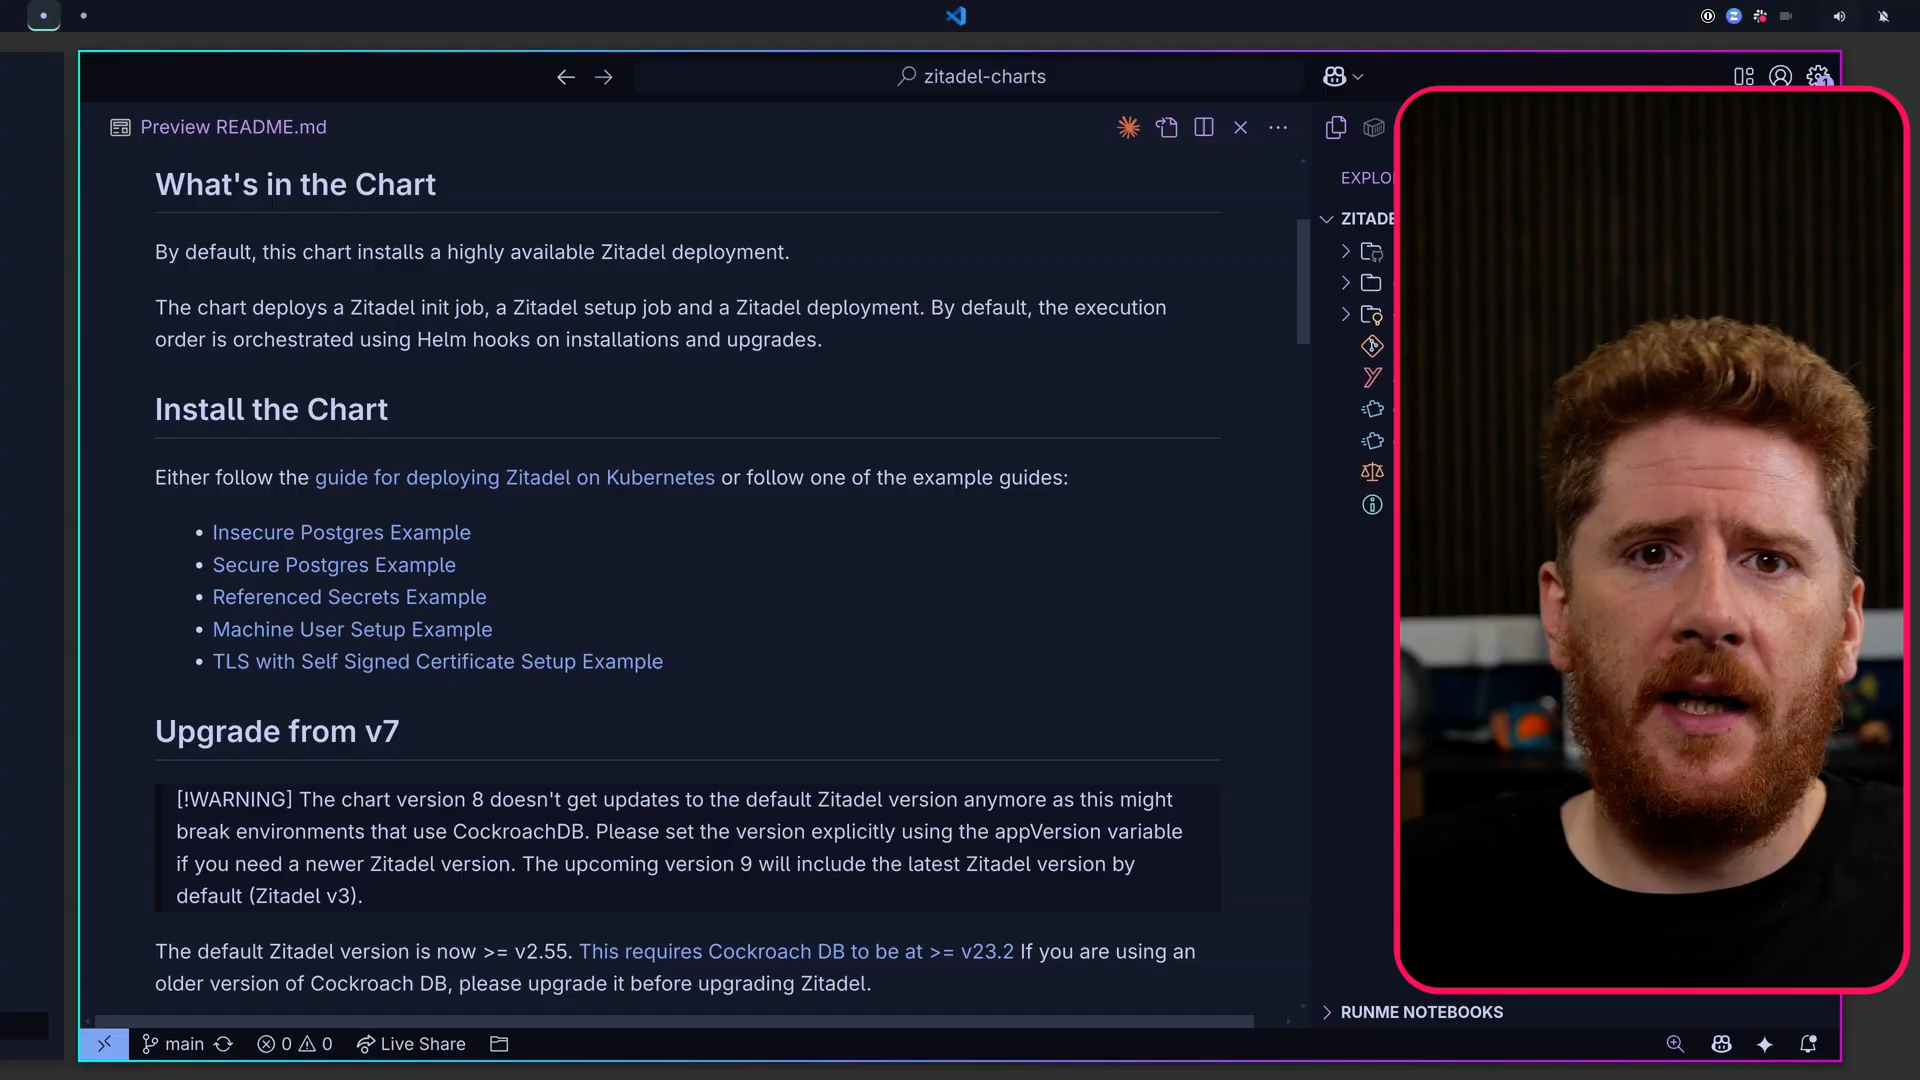 zitadel-charts
Preview README.md
What's in the Chart
By default, this chart installs a highly available Zitadel deployment.
The chart deploys a Zitadel init job, a Zitadel setup job and a Zitadel deployment. By default, the execution
order is orchestrated using Helm hooks on installations and upgrades.
Install the Chart
Either follow the guide for deploying Zitadel on Kubernetes or follow one of the example guides:
• Insecure Postgres Example
• Secure Postgres Example
• Referenced Secrets Example
• Machine User Setup Example
• TLS with Self Signed Certificate Setup Example
Upgrade from v7
[!WARNING] The chart version 8 doesn't get updates to the default Zitadel version anymore as this might
break environments that use CockroachDB. Please set the version explicitly using the appVersion variable
if you need a newer Zitadel version. The upcoming version 9 will include the latest Zitadel version by
default (Zitadel v3).
The default Zitadel version is now >= v2.55. This requires Cockroach DB to be at >= v23.2 If you are using an
older version of Cockroach DB, please upgrade it before upgrading Zitadel.
EXPLO
ZITADE
RUNME NOTEBOOKS
main
0
0
Live Share